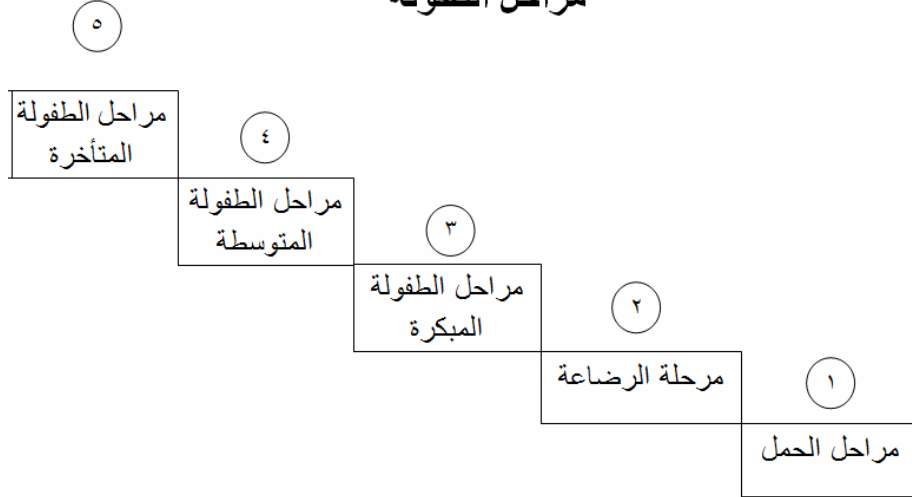 ٥
مراحل الطفولة
المتأخرة
٤
مراحل الطفولة
المتوسطة
٣
مراحل الطفولة
المبكرة
٢
مرحلة الرضاعة
١
مراحل الحمل